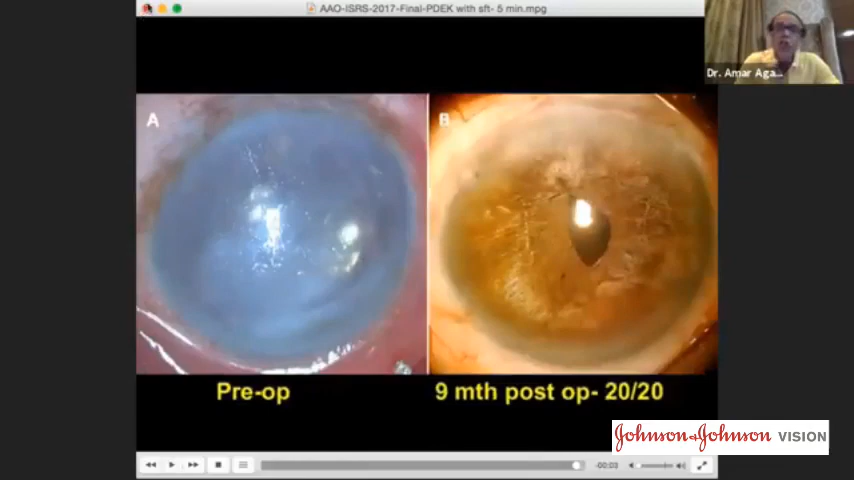 AAO-ISRS-2017-Final-PDEK with sft- 5 min.mpg
Dr. Amar Aga...
A
B
Pre-op
9 mth post op- 20/20
Johnson&Johnson VISION
-00:03